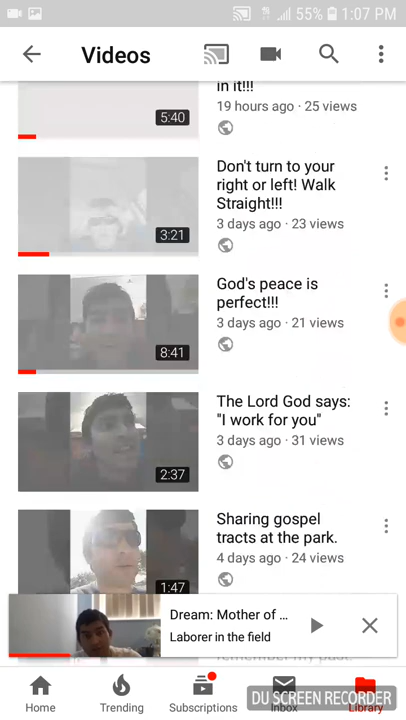 55% 1:07 PM
Videos
in it!!!
19 hours ago · 25 views
5:40
Don't turn to your
right or left! Walk
Straight!!!
3 days ago · 23 views
3:21
God's peace is
perfect!!!
3 days ago · 21 views
8:41
The Lord God says:
"I work for you"
3 days ago · 31 views
2:37
Sharing gospel
tracts at the park.
4 days ago · 24 views
1:47
Dream: Mother of ...
Laborer in the field
remember my past.
Home
Trending
Subscriptions
Inbox
Library
DU SCREEN RECORDER